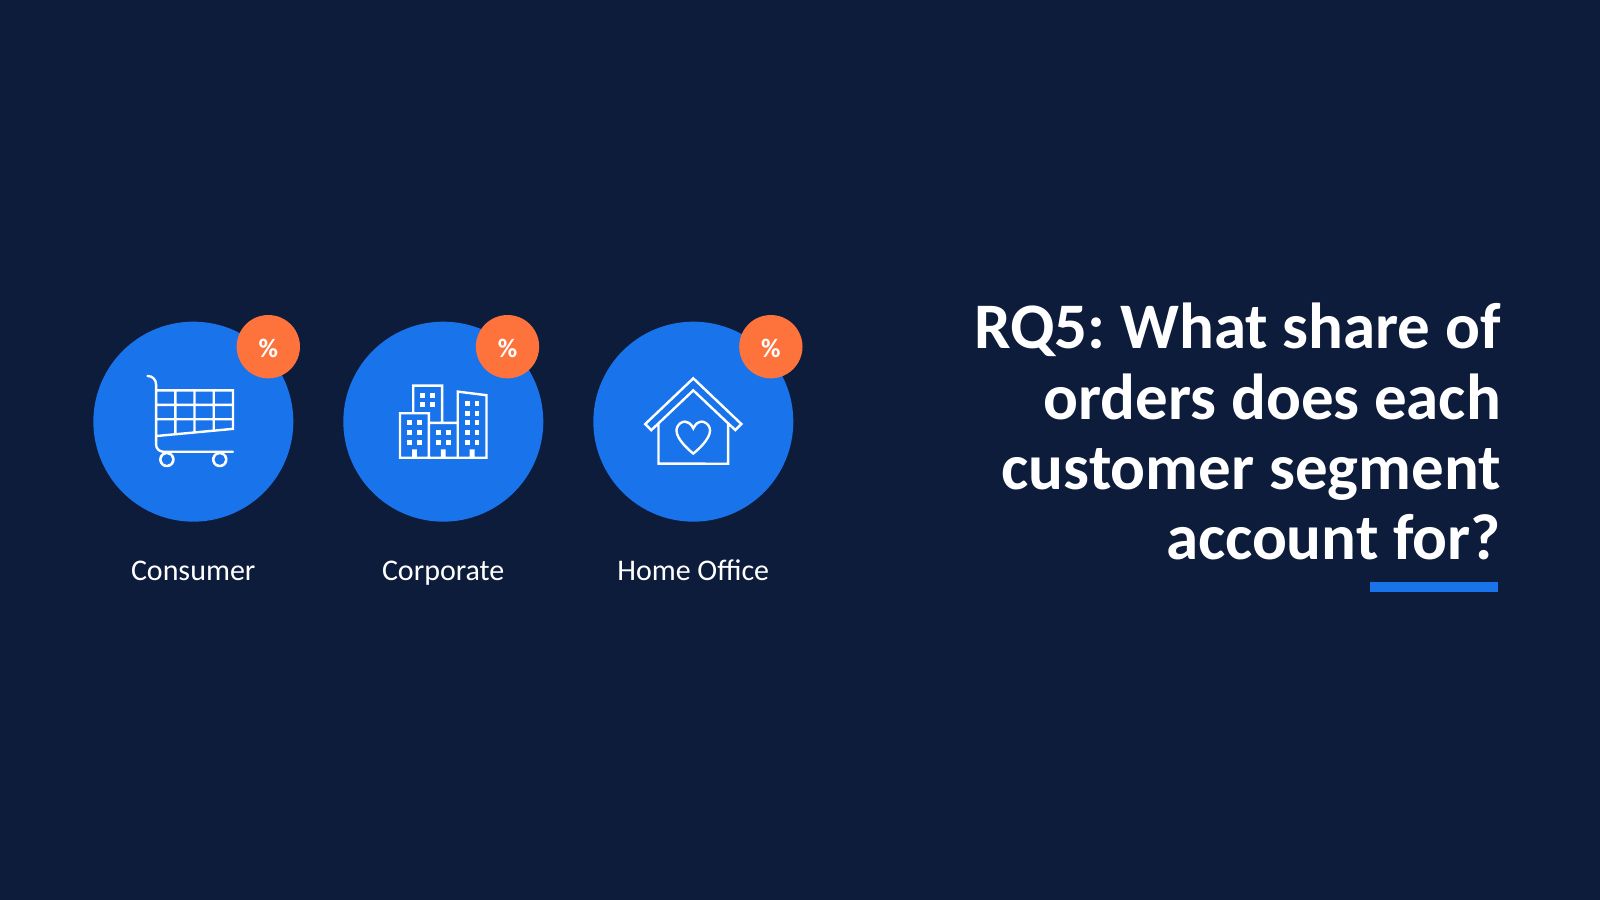 %
%
%
Consumer
Corporate
Home Office
RQ5: What share of
orders does each
customer segment
account for?